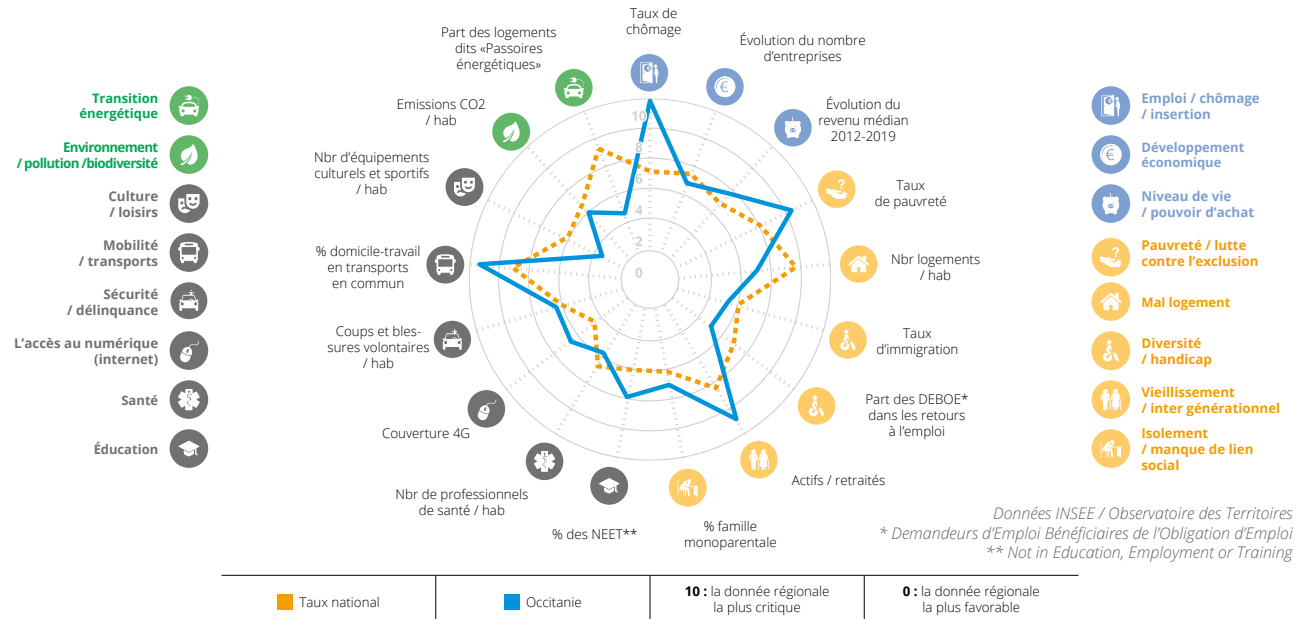 Taux de
chômage
Évolution du nombre
d'entreprises
Évolution du
revenu médian
2012-2019
Taux
de pauvreté
Nbr logements
/ hab
Taux
d'immigration
Part des DEBOE*
dans les retours
à l'emploi
Actifs / retraités
% famille
monoparentale
% des NEET**
Nbr de professionnels
de santé / hab
Couverture 4G
Coups et bles-
sures volontaires
/ hab
% domicile-travail
en transports
en commun
Nbr d'équipements
culturels et sportifs
/ hab
Emissions CO2
/ hab
Part des logements
dits «Passoires
énergétiques»
10
8
6
4
2
0
Transition
énergétique
Environnement
/ pollution /biodiversité
Culture
/ loisirs
Mobilité
/ transports
Sécurité
/ délinquance
L'accès au numérique
(internet)
Santé
Éducation
Emploi / chômage
/ insertion
Développement
économique
Niveau de vie
/ pouvoir d'achat
Pauvreté / lutte
contre l'exclusion
Mal logement
Diversité
/ handicap
Vieillissement
/ inter générationnel
Isolement
/ manque de lien
social
Données INSEE / Observatoire des Territoires
* Demandeurs d'Emploi Bénéficiaires de l'Obligation d'Emploi
** Not in Education, Employment or Training
Taux national
Occitanie
10 : la donnée régionale
la plus critique
0 : la donnée régionale
la plus favorable